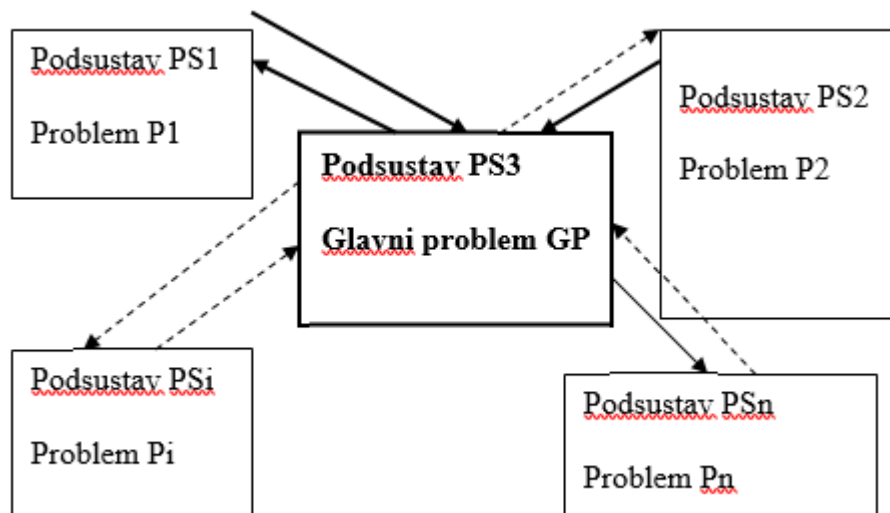 Podsustav PS1
Problem P1
Podsustav PS2
Problem P2
Podsustav PS3
Glavni problem GP
Podsustav PSi
Problem Pi
Podsustav PSn
Problem Pn